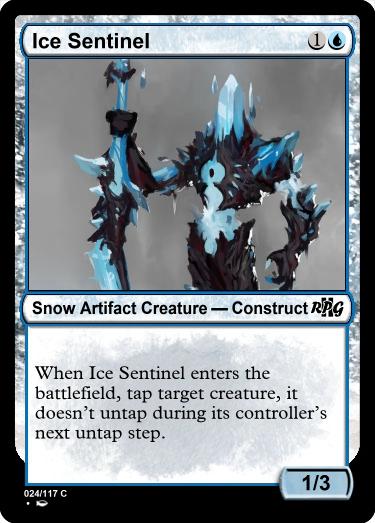 Ice Sentinel 1
Snow Artifact Creature — Construct RPG
When Ice Sentinel enters the
battlefield, tap target creature, it
doesn't untap during its controller's
next untap step.
1/3
024/117 C